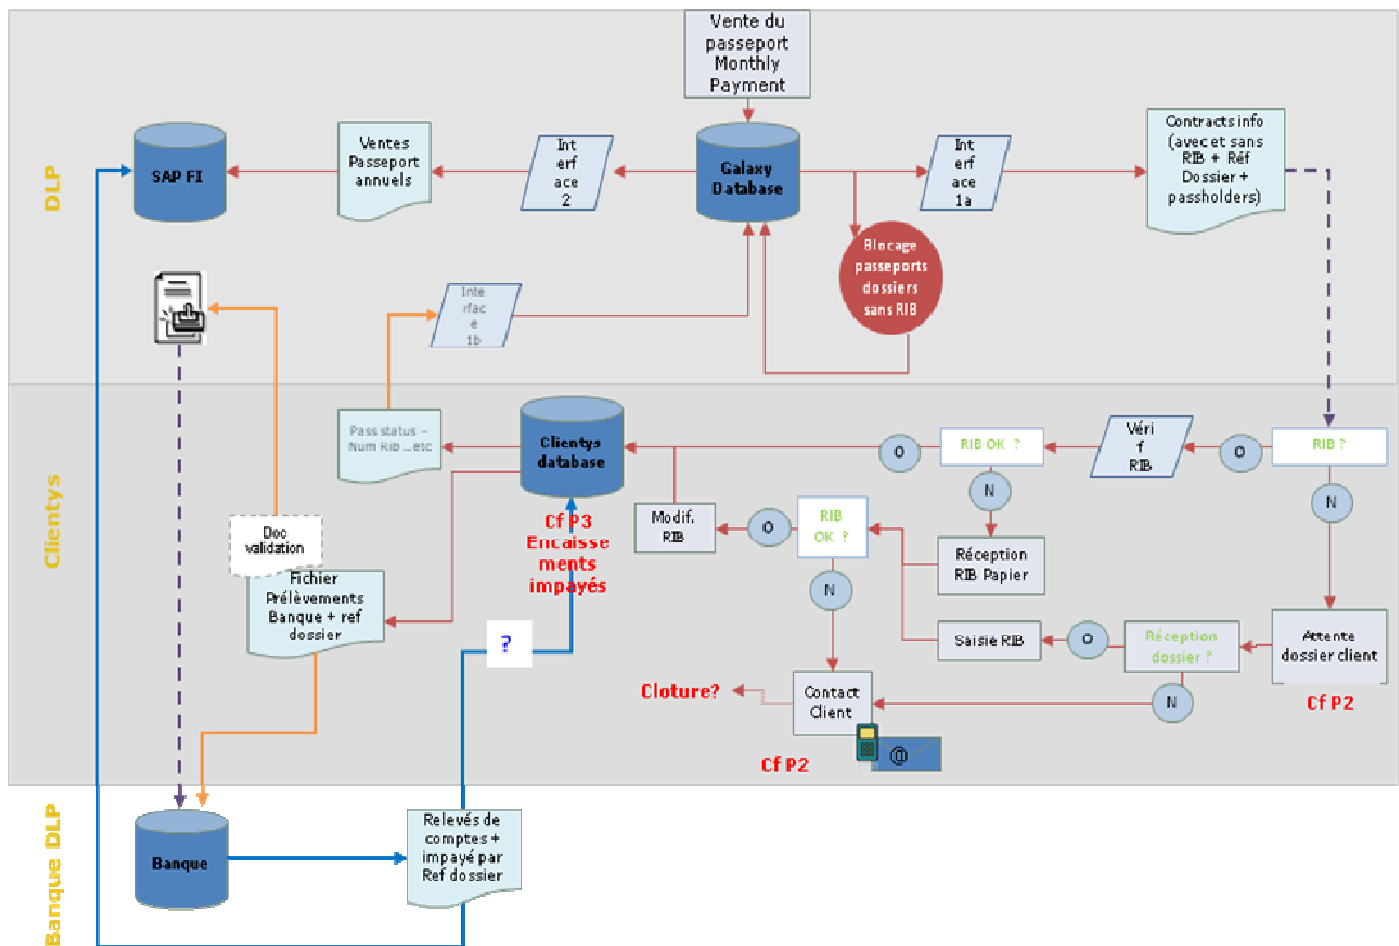 Vente du
passeport
Monthly
Payment
DLP
SAP FI
Ventes
Passeport
annuels
Int
erf
ace
2
Galaxy
Database
Int
erf
ace
1a
Contracts info
(avec et sans
RIB + Réf
Dossier +
passholders)
Blocage
passeports
dossiers
sans RIB
Inte
rfac
e
1b
Clientys
Pass status –
Num Rib ...etc
Clientys
database
O
RIB OK ?
Véri
f
RIB
O
RIB ?
N
N
Cf P3
Encaisse
ments
impayés
Modif.
RIB
O
RIB
OK ?
Réception
RIB Papier
Doc
validation
Fichier
Prélèvements
Banque + ref
dossier
N
?
Saisie RIB
O
Réception
dossier ?
Attente
dossier client
Cloture?
Contact
Client
N
Cf P2
Cf P2
@
Banque DLP
Banque
Relevés de
comptes +
impayé par
Ref dossier